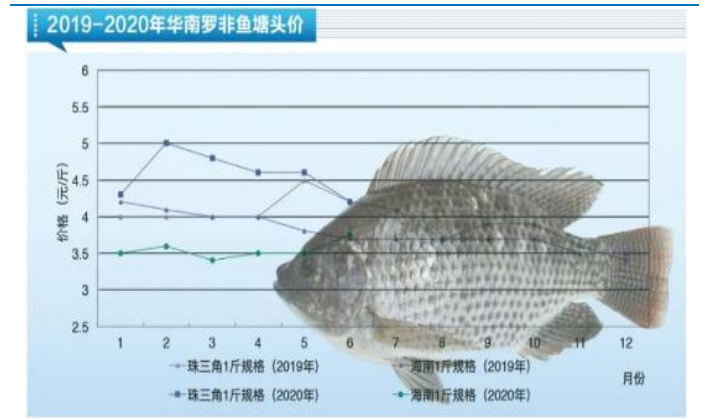 2019-2020年华南罗非鱼塘头价
6
5.5
5
4.5
4
3.5
3
2.5
价格（元/斤）
1 2 3 4 5 6 7 8 9 10 11 12
月份
珠三角1斤规格（2019年） 海南1斤规格（2019年）
珠三角1斤规格（2020年） 海南1斤规格（2020年）